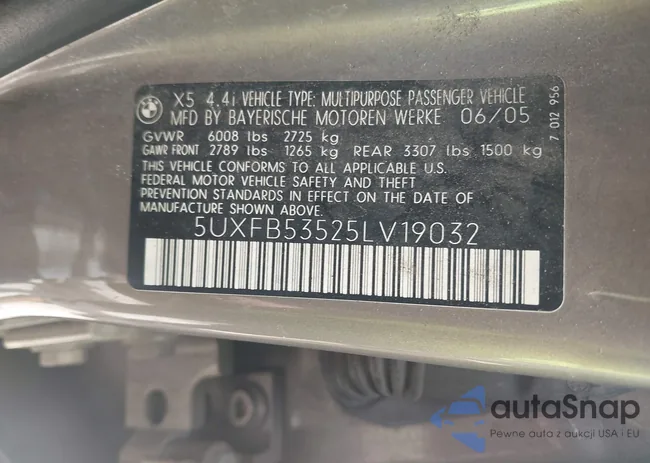 X5 4.4i VEHICLE TYPE: MULTIPURPOSE PASSENGER VEHICLE
MFD BY BAYERISCHE MOTOREN WERKE 06/05
GVWR 6008 lbs 2725 kg
GAWR FRONT 2789 lbs 1265 kg REAR 3307 lbs 1500 kg
THIS VEHICLE CONFORMS TO ALL APPLICABLE U.S.
FEDERAL MOTOR VEHICLE SAFETY AND THEFT
PREVENTION STANDARDS IN EFFECT ON THE DATE
OF MANUFACTURE SHOWN ABOVE.
5UXFB53525LV19032
7 012 956
autoSnap
Pewne auta z aukcji USA i EU